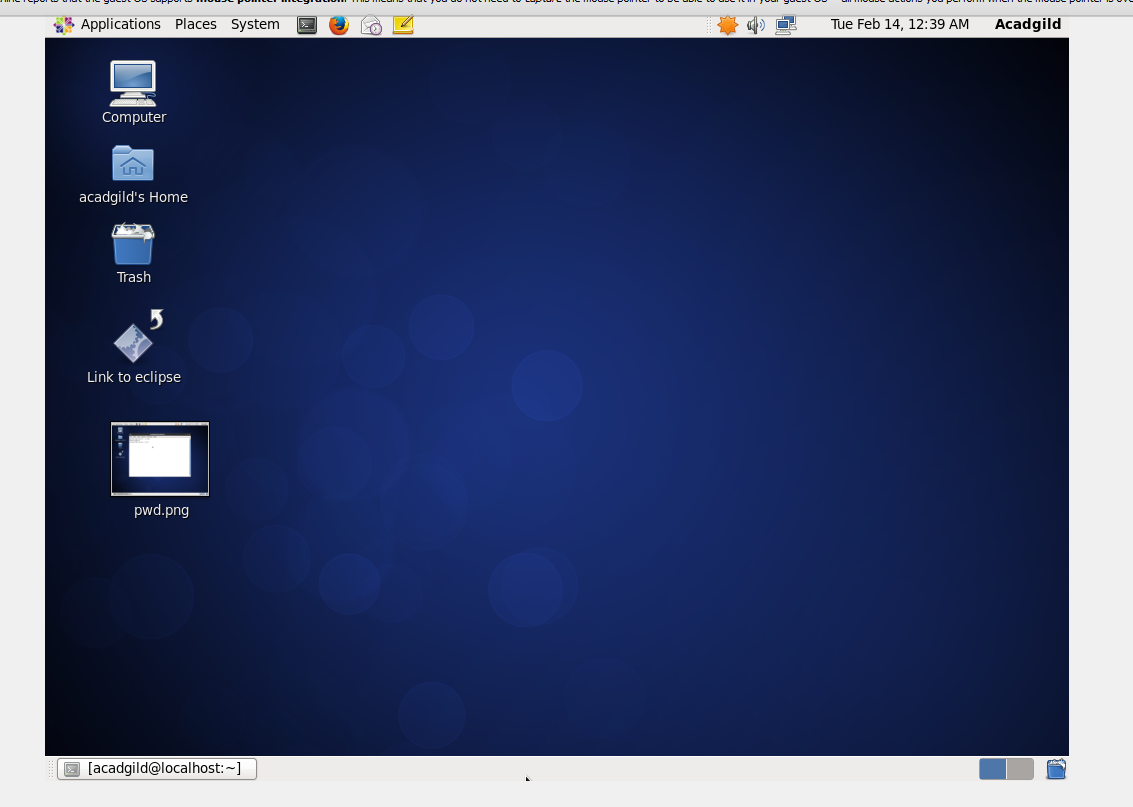 reports that the guest OS supports mouse pointer integration. This means that you do not need to capture the mouse pointer to be able to use it in your guest OS -- all mouse actions you perform when the mouse pointer is
Applications Places System Tue Feb 14, 12:39 AM Acadgild
Computer
acadgild's Home
Trash
Link to eclipse
pwd.png
[acadgild@localhost:~]